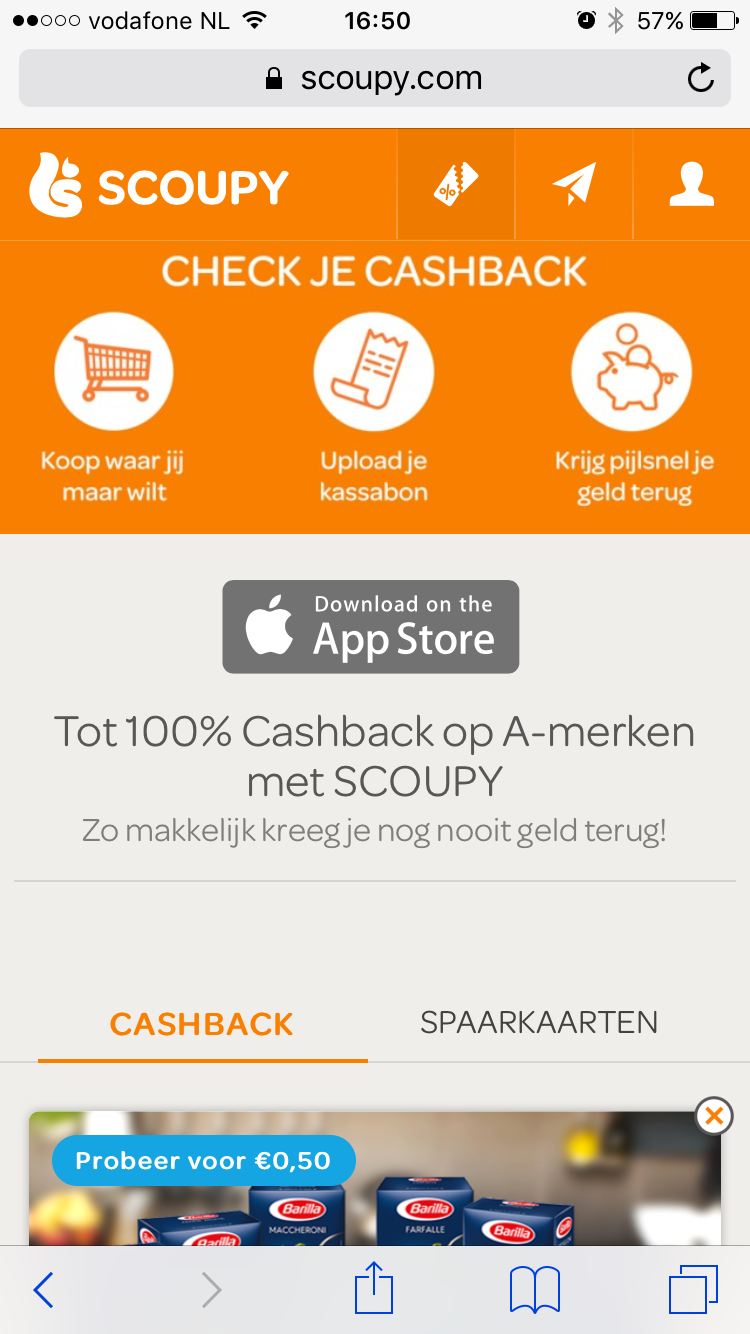 vodafone NL 16:50 57%
scoupy.com
SCOUPY
%
CHECK JE CASHBACK
Koop waar jij
maar wilt
Upload je
kassabon
Krijg pijlsnel je
geld terug
Download on the
App Store
Tot 100% Cashback op A-merken
met SCOUPY
Zo makkelijk kreeg je nog nooit geld terug!
CASHBACK SPAARKAARTEN
Probeer voor €0,50
Barilla
MACCHERONI
Barilla
FARFALLE
Barilla
Barilla